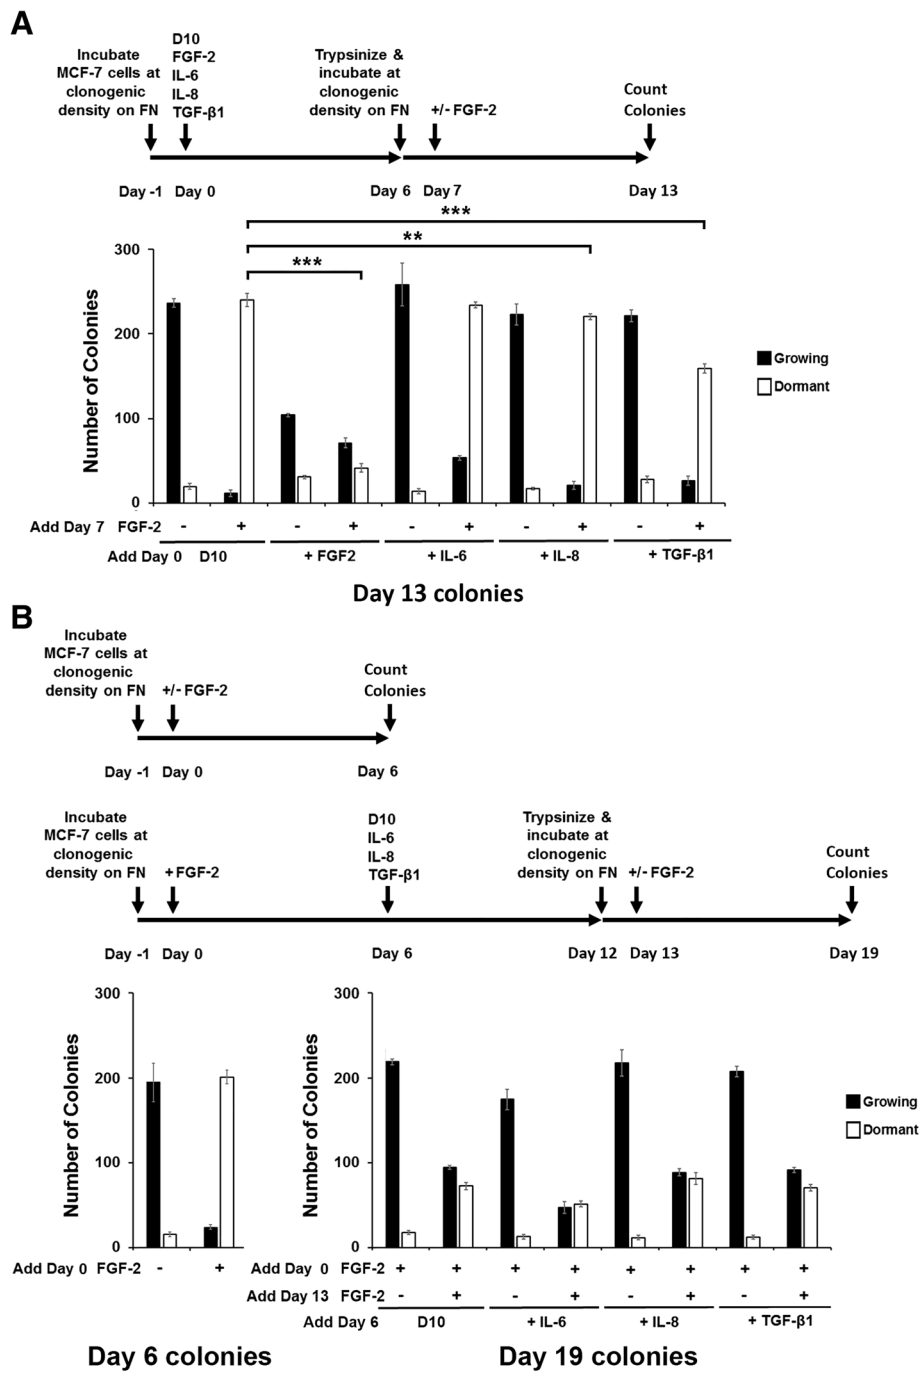 A
Incubate
MCF-7 cells at
clonogenic
density on FN
D10
FGF-2
IL-6
IL-8
TGF-β1
Trypsinize &
incubate at
clonogenic
density on FN
+/- FGF-2
Count
Colonies
Day -1 Day 0 Day 6 Day 7 Day 13
***
**
***
Number of Colonies
300
200
100
0
Growing
Dormant
Add Day 7 FGF-2 - + - + - + - + - +
Add Day 0 D10 + FGF2 + IL-6 + IL-8 + TGF-β1
Day 13 colonies
B
Incubate
MCF-7 cells at
clonogenic
density on FN
+/- FGF-2
Count
Colonies
Day -1 Day 0 Day 6
Incubate
MCF-7 cells at
clonogenic
density on FN
+ FGF-2
D10
IL-6
IL-8
TGF-β1
Trypsinize &
incubate at
clonogenic
density on FN
+/- FGF-2
Count
Colonies
Day -1 Day 0 Day 6 Day 12 Day 13 Day 19
Number of Colonies
300
200
100
0
Add Day 0 FGF-2 - +
Day 6 colonies
Number of Colonies
300
200
100
0
Growing
Dormant
Add Day 0 FGF-2 + + + + + + + +
Add Day 13 FGF-2 - + - + - + - +
Add Day 6 D10 + IL-6 + IL-8 + TGF-β1
Day 19 colonies